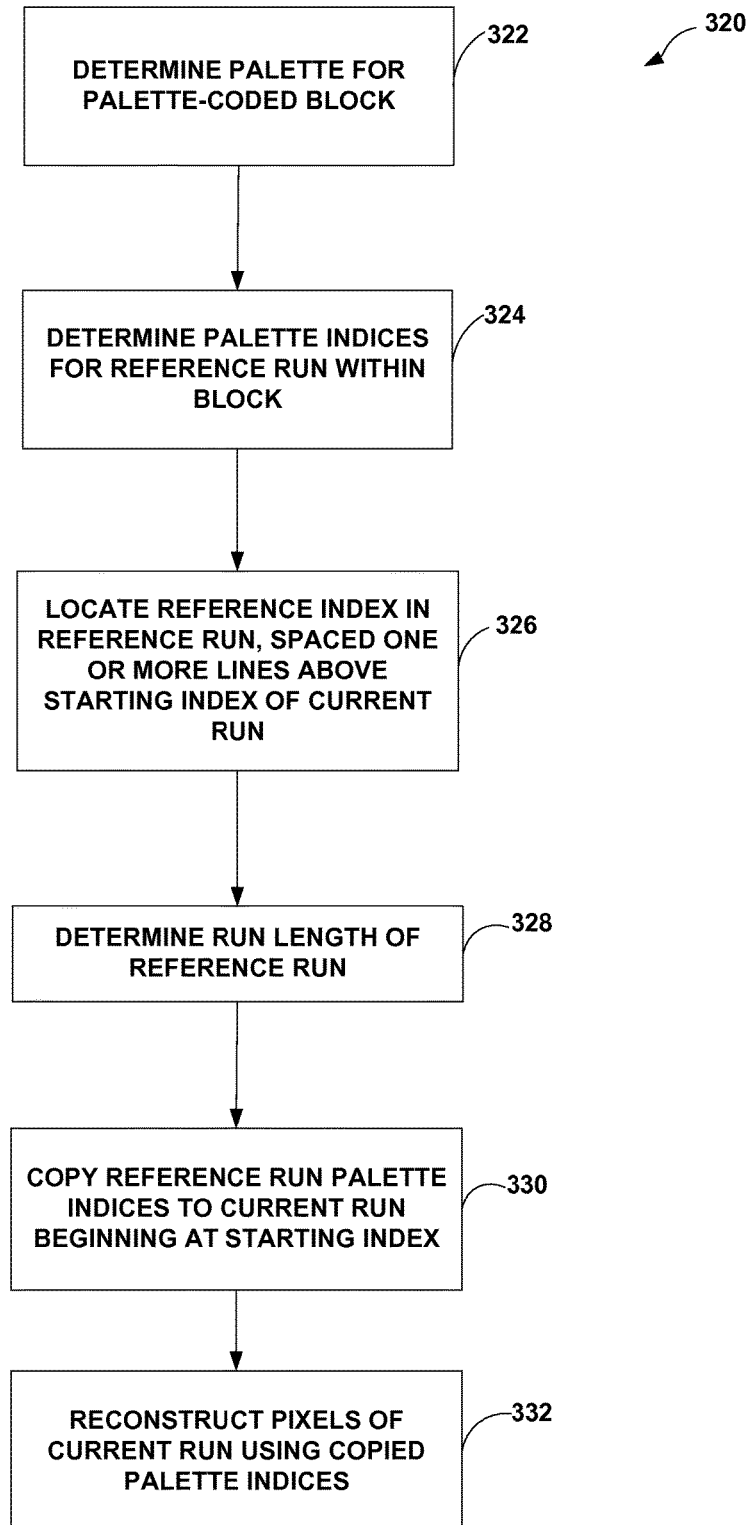 320
322
DETERMINE PALETTE FOR
PALETTE-CODED BLOCK
324
DETERMINE PALETTE INDICES
FOR REFERENCE RUN WITHIN
BLOCK
326
LOCATE REFERENCE INDEX IN
REFERENCE RUN, SPACED ONE
OR MORE LINES ABOVE
STARTING INDEX OF CURRENT
RUN
328
DETERMINE RUN LENGTH OF
REFERENCE RUN
330
COPY REFERENCE RUN PALETTE
INDICES TO CURRENT RUN
BEGINNING AT STARTING INDEX
332
RECONSTRUCT PIXELS OF
CURRENT RUN USING COPIED
PALETTE INDICES